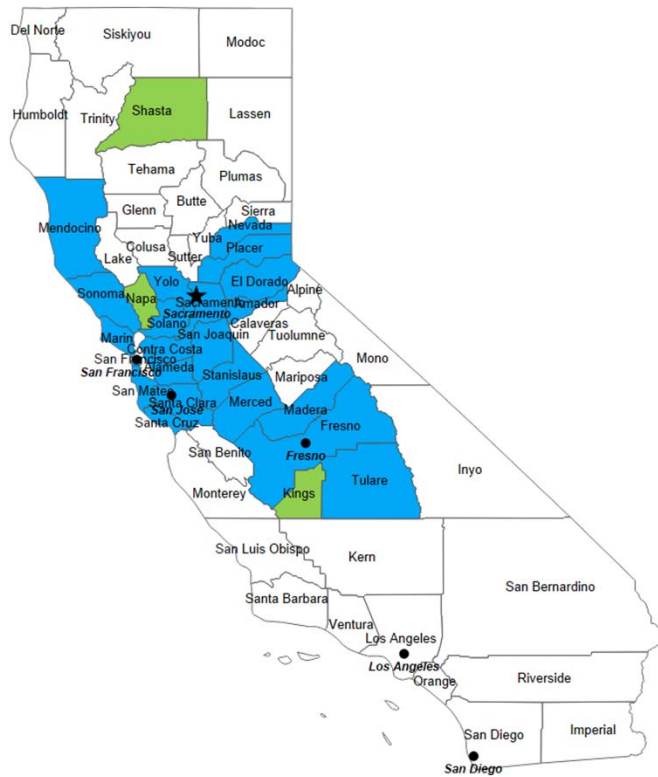 Del Norte
Siskiyou
Modoc
Humboldt
Trinity
Shasta
Lassen
Tehama
Plumas
Glenn
Butte
Sierra
Mendocino
Nevada
Yuba
Colusa
Placer
Lake
Sutter
Yolo
El Dorado
Alpine
Sonoma
Napa
Sacramento
Amador
Sacramento
Solano
Calaveras
San Joaquin
Tuolumne
Marin
Contra Costa
Mono
San Francisco
Alameda
San Francisco
Stanislaus
Mariposa
San Mateo
Merced
Santa Clara
San Jose
Madera
Santa Cruz
Fresno
San Benito
Fresno
Inyo
Tulare
Monterey
Kings
San Luis Obispo
Kern
San Bernardino
Santa Barbara
Ventura
Los Angeles
Los Angeles
Orange
Riverside
San Diego
Imperial
San Diego